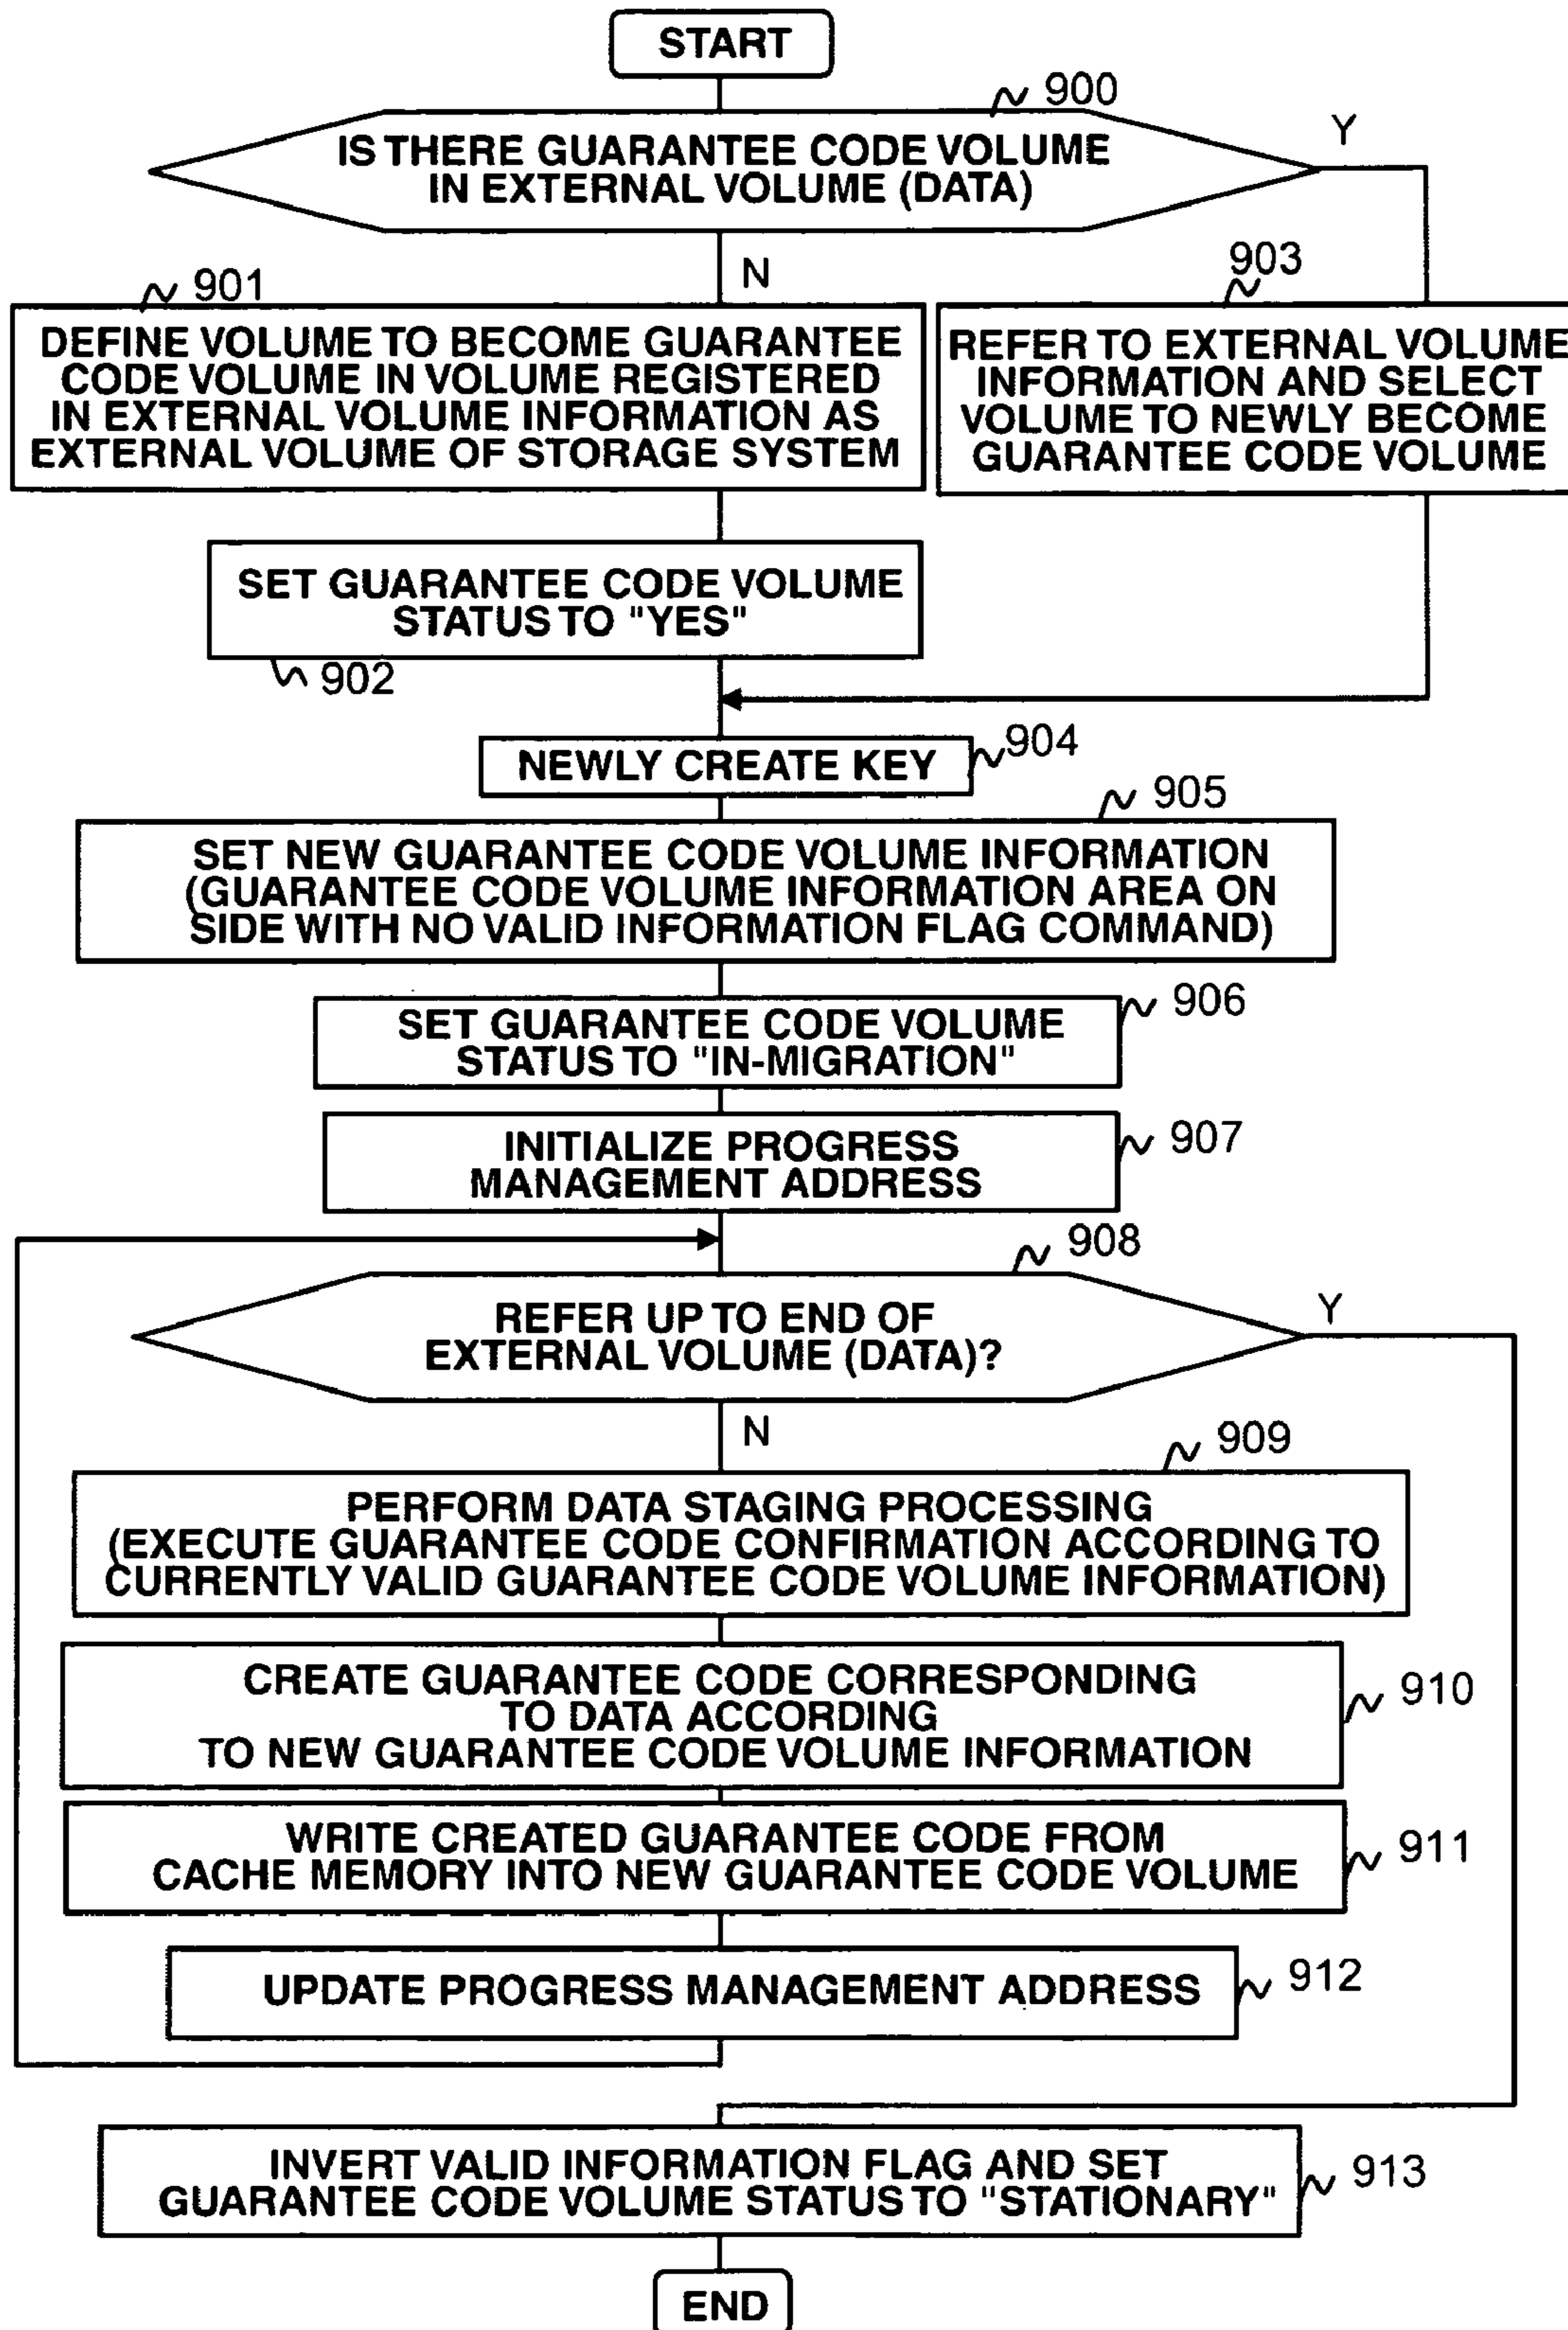 START
900
IS THERE GUARANTEE CODE VOLUME
IN EXTERNAL VOLUME (DATA)
Y
N
901
DEFINE VOLUME TO BECOME GUARANTEE
CODE VOLUME IN VOLUME REGISTERED
IN EXTERNAL VOLUME INFORMATION AS
EXTERNAL VOLUME OF STORAGE SYSTEM
903
REFER TO EXTERNAL VOLUME
INFORMATION AND SELECT
VOLUME TO NEWLY BECOME
GUARANTEE CODE VOLUME
SET GUARANTEE CODE VOLUME
STATUS TO "YES"
902
NEWLY CREATE KEY
904
905
SET NEW GUARANTEE CODE VOLUME INFORMATION
(GUARANTEE CODE VOLUME INFORMATION AREA ON
SIDE WITH NO VALID INFORMATION FLAG COMMAND)
906
SET GUARANTEE CODE VOLUME
STATUS TO "IN-MIGRATION"
907
INITIALIZE PROGRESS
MANAGEMENT ADDRESS
908
REFER UP TO END OF
EXTERNAL VOLUME (DATA)?
Y
N
909
PERFORM DATA STAGING PROCESSING
(EXECUTE GUARANTEE CODE CONFIRMATION ACCORDING TO
CURRENTLY VALID GUARANTEE CODE VOLUME INFORMATION)
CREATE GUARANTEE CODE CORRESPONDING
TO DATA ACCORDING
TO NEW GUARANTEE CODE VOLUME INFORMATION
910
WRITE CREATED GUARANTEE CODE FROM
CACHE MEMORY INTO NEW GUARANTEE CODE VOLUME
911
UPDATE PROGRESS MANAGEMENT ADDRESS
912
INVERT VALID INFORMATION FLAG AND SET
GUARANTEE CODE VOLUME STATUS TO "STATIONARY"
913
END